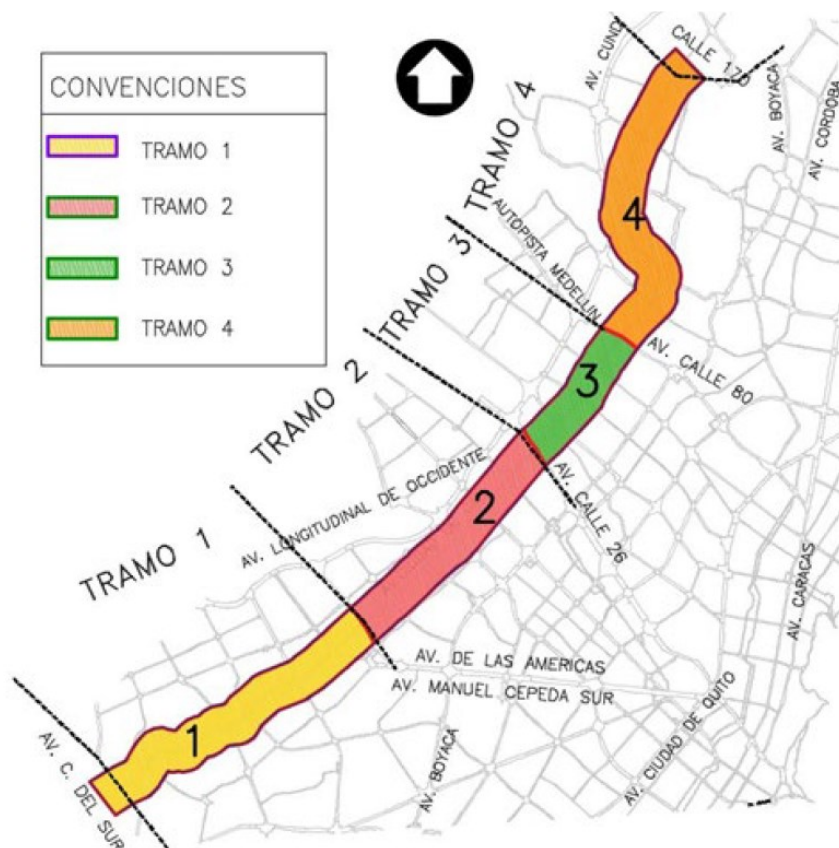 CONVENCIONES
TRAMO 1
TRAMO 2
TRAMO 3
TRAMO 4
TRAMO 4
TRAMO 3
TRAMO 2
TRAMO 1
AV. CUND
CALLE 170
AV. BOYACA
AV. CORDOBA
4
AUTOPISTA MEDELLIN
AV. CALLE 80
3
AV. CALLE 26
AV. LONGITUDINAL DE OCCIDENTE
2
AV. CARACAS
AV. DE LAS AMERICAS
AV. MANUEL CEPEDA SUR
AV. CIUDAD DE QUITO
AV. BOYACA
1
AV. C. DEL SUR